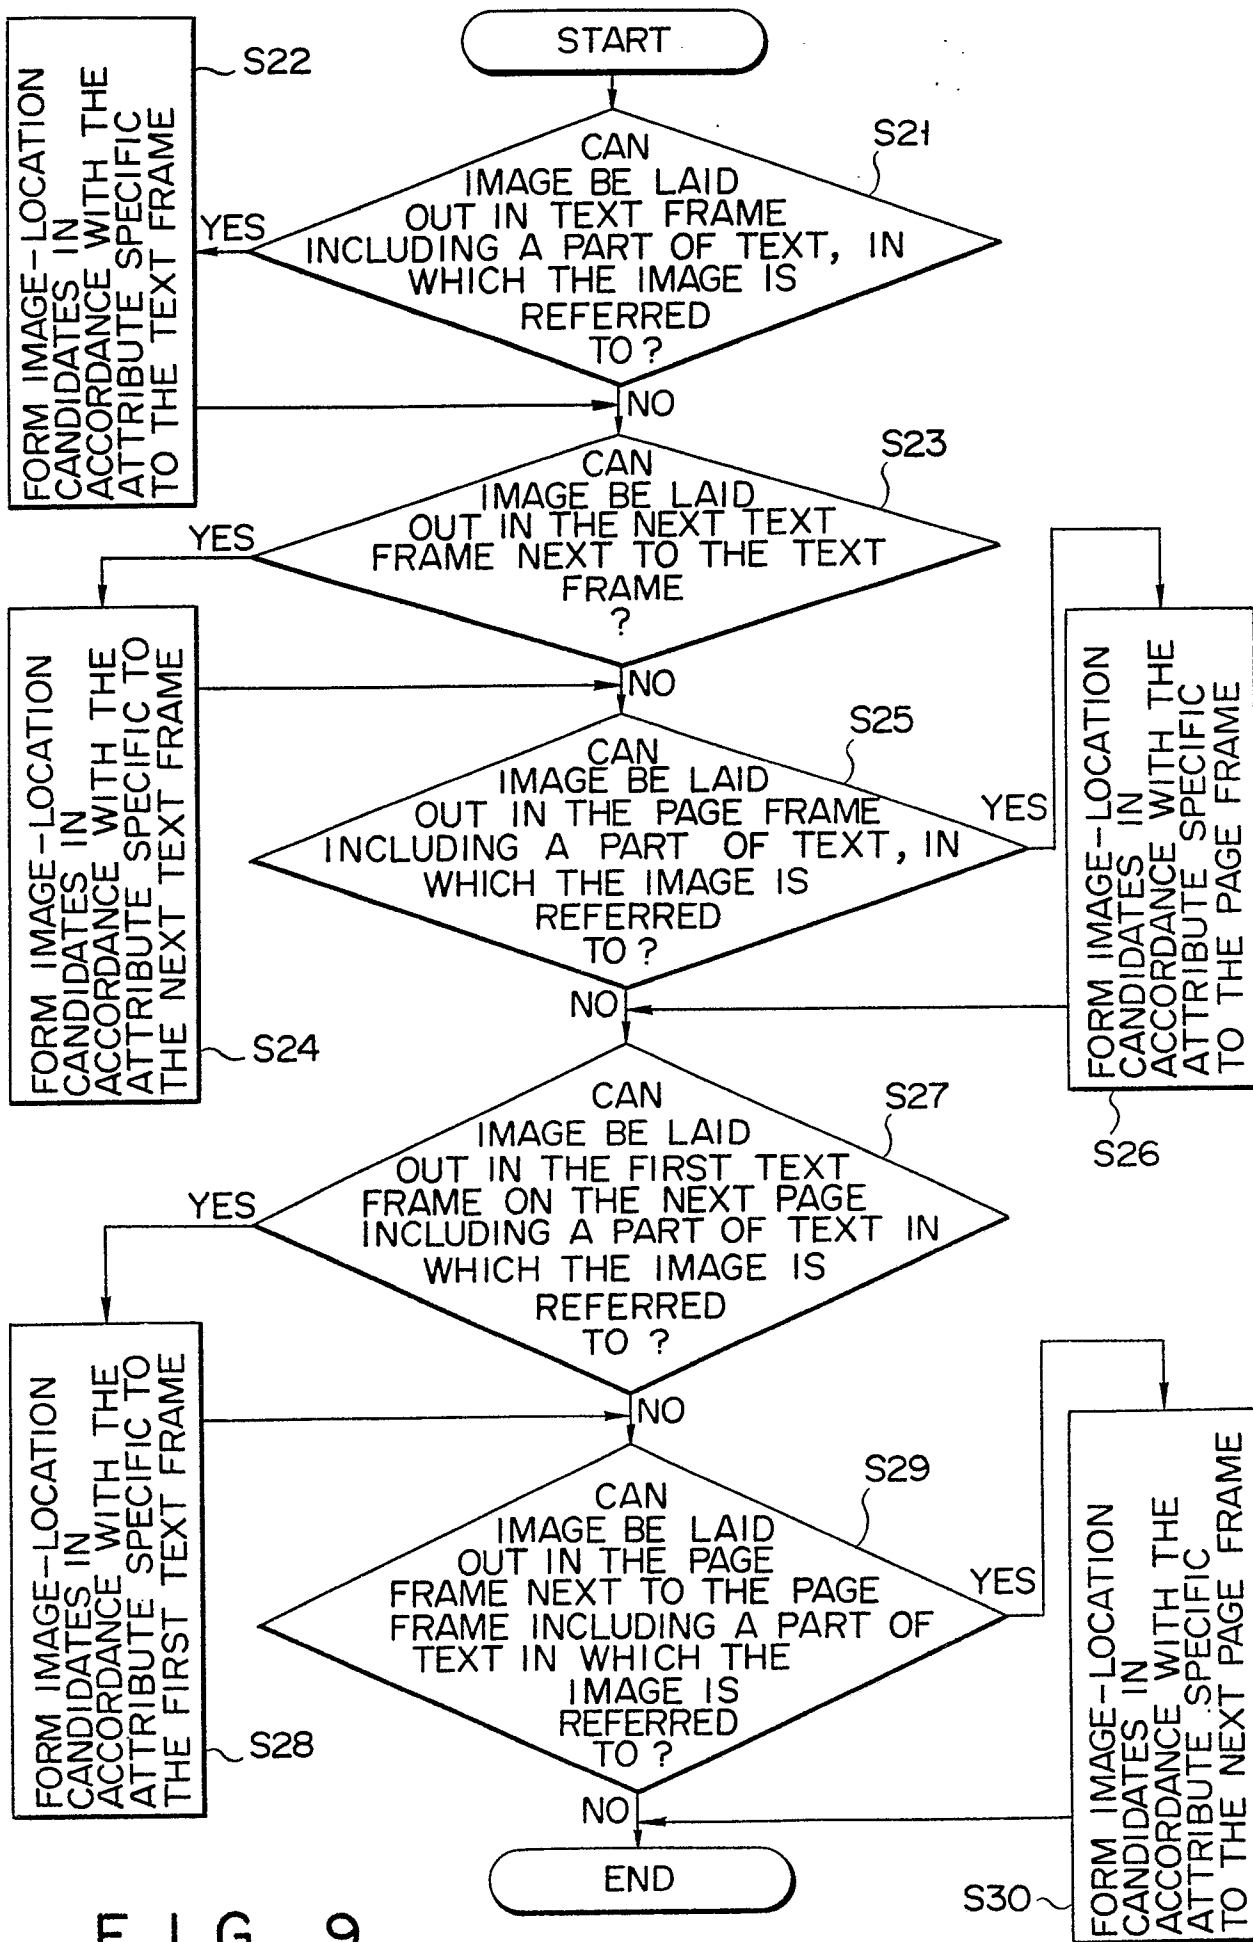 START
S21
CAN
IMAGE BE LAID
OUT IN TEXT FRAME
INCLUDING A PART OF TEXT, IN
WHICH THE IMAGE IS
REFERRED
TO ?
YES
NO
S22
FORM IMAGE-LOCATION
CANDIDATES IN
ACCORDANCE WITH THE
ATTRIBUTE SPECIFIC
TO THE TEXT FRAME
S23
CAN
IMAGE BE LAID
OUT IN THE NEXT TEXT
FRAME NEXT TO THE TEXT
FRAME
?
YES
NO
FORM IMAGE-LOCATION
CANDIDATES IN
ACCORDANCE WITH THE
ATTRIBUTE SPECIFIC TO
THE NEXT TEXT FRAME
S24
S25
CAN
IMAGE BE LAID
OUT IN THE PAGE FRAME
INCLUDING A PART OF TEXT, IN
WHICH THE IMAGE IS
REFERRED
TO ?
YES
NO
FORM IMAGE-LOCATION
CANDIDATES IN
ACCORDANCE WITH THE
ATTRIBUTE SPECIFIC
TO THE PAGE FRAME
S26
S27
CAN
IMAGE BE LAID
OUT IN THE FIRST TEXT
FRAME ON THE NEXT PAGE
INCLUDING A PART OF TEXT IN
WHICH THE IMAGE IS
REFERRED
TO ?
YES
NO
FORM IMAGE-LOCATION
CANDIDATES IN
ACCORDANCE WITH THE
ATTRIBUTE SPECIFIC TO
THE FIRST TEXT FRAME
S28
S29
CAN
IMAGE BE LAID
OUT IN THE PAGE
FRAME NEXT TO THE PAGE
FRAME INCLUDING A PART OF
TEXT IN WHICH THE
IMAGE IS
REFERRED
TO ?
YES
NO
FORM IMAGE-LOCATION
CANDIDATES IN
ACCORDANCE WITH THE
ATTRIBUTE SPECIFIC
TO THE NEXT PAGE FRAME
S30
END
FIG. 9